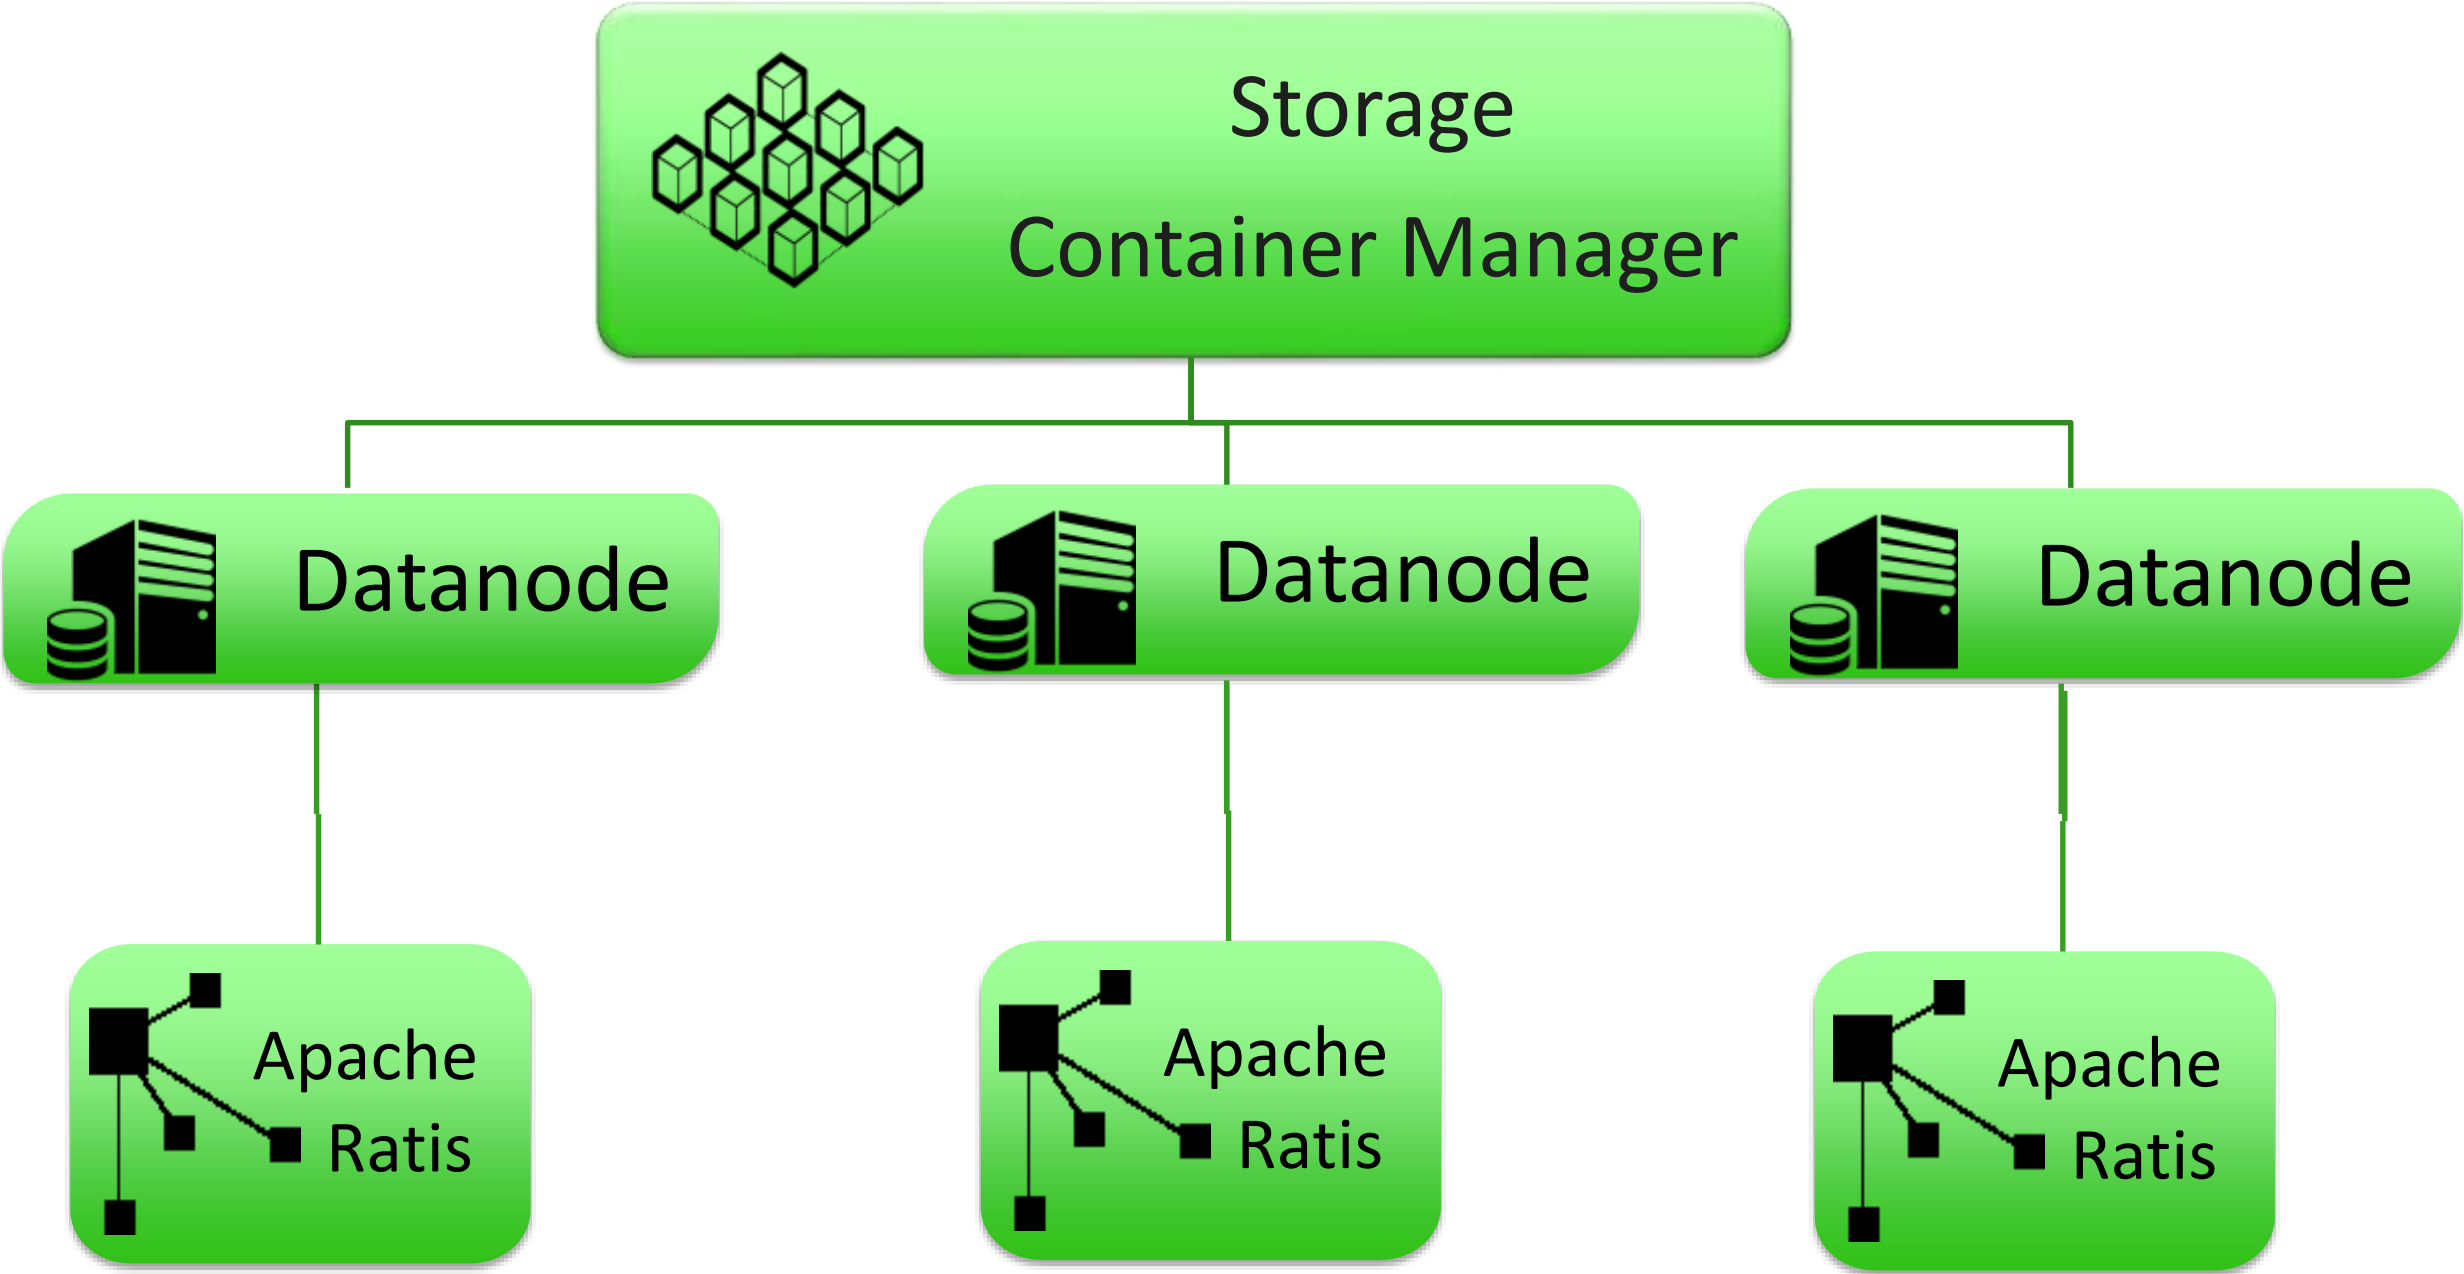 Storage
Container Manager
Datanode
Datanode
Datanode
Apache
Ratis
Apache
Ratis
Apache
Ratis